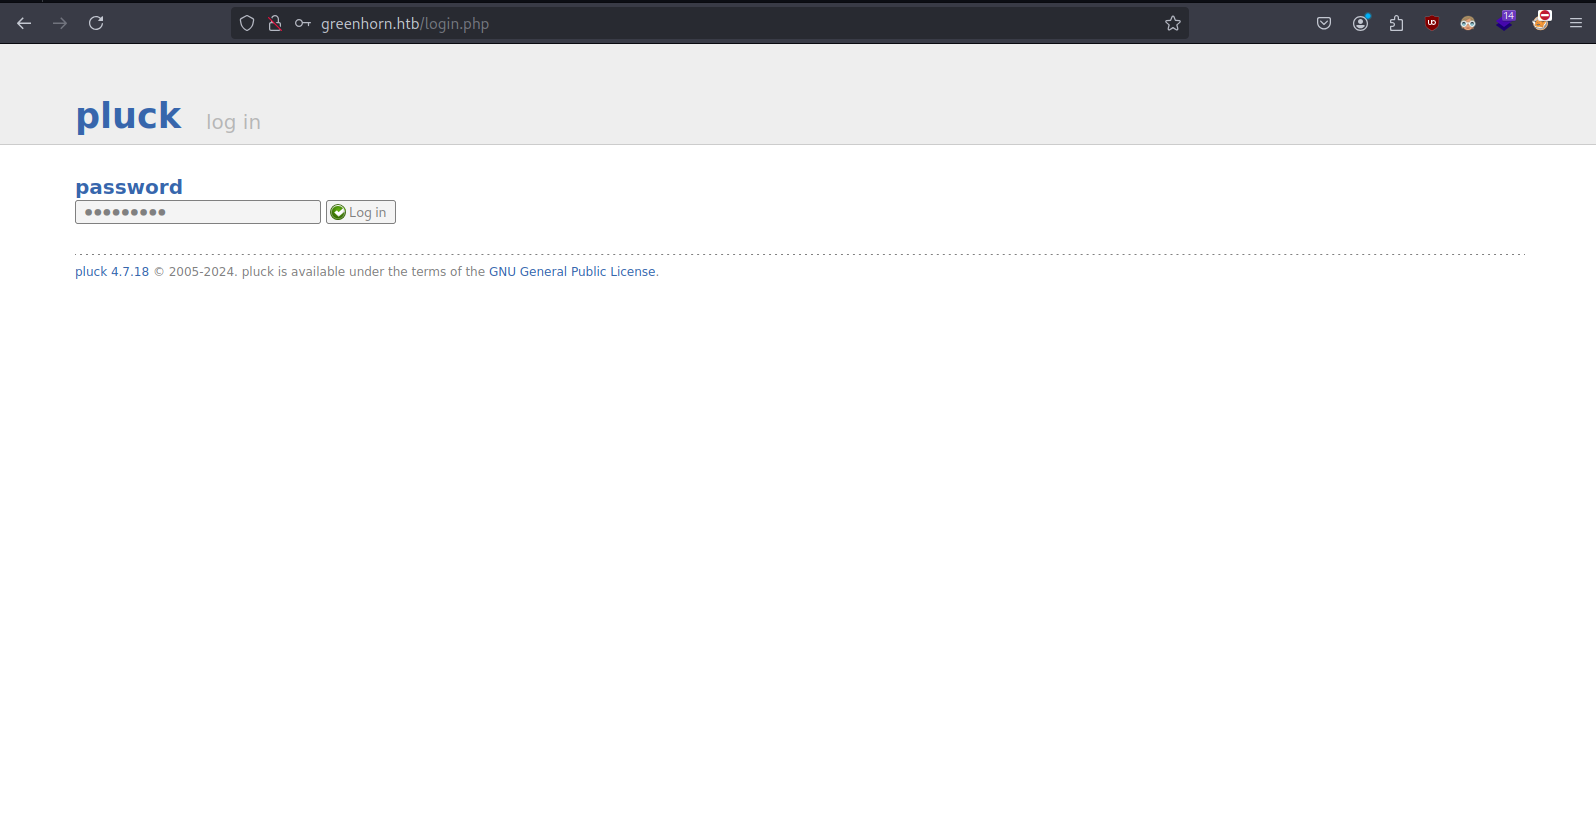 greenhorn.htb/login.php
14
pluck log in
password
●●●●●●●●● Log in
pluck 4.7.18 © 2005-2024. pluck is available under the terms of the GNU General Public License.